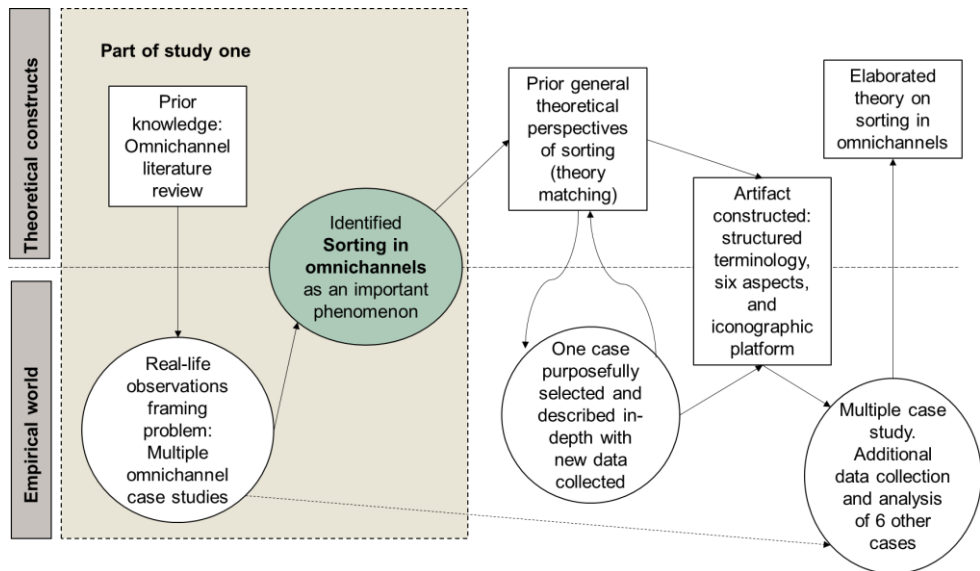 Theoretical constructs
Part of study one
Prior
knowledge:
Omnichannel
literature
review
Identified
Sorting in
omnichannels
as an important
phenomenon
Prior general
theoretical
perspectives
of sorting
(theory
matching)
Elaborated
theory on
sorting in
omnichannels
Artifact
constructed:
structured
terminology,
six aspects,
and
iconographic
platform
Empirical world
Real-life
observations
framing
problem:
Multiple
omnichannel
case studies
One case
purposefully
selected and
described in-
depth with
new data
collected
Multiple case
study.
Additional
data collection
and analysis
of 6 other
cases